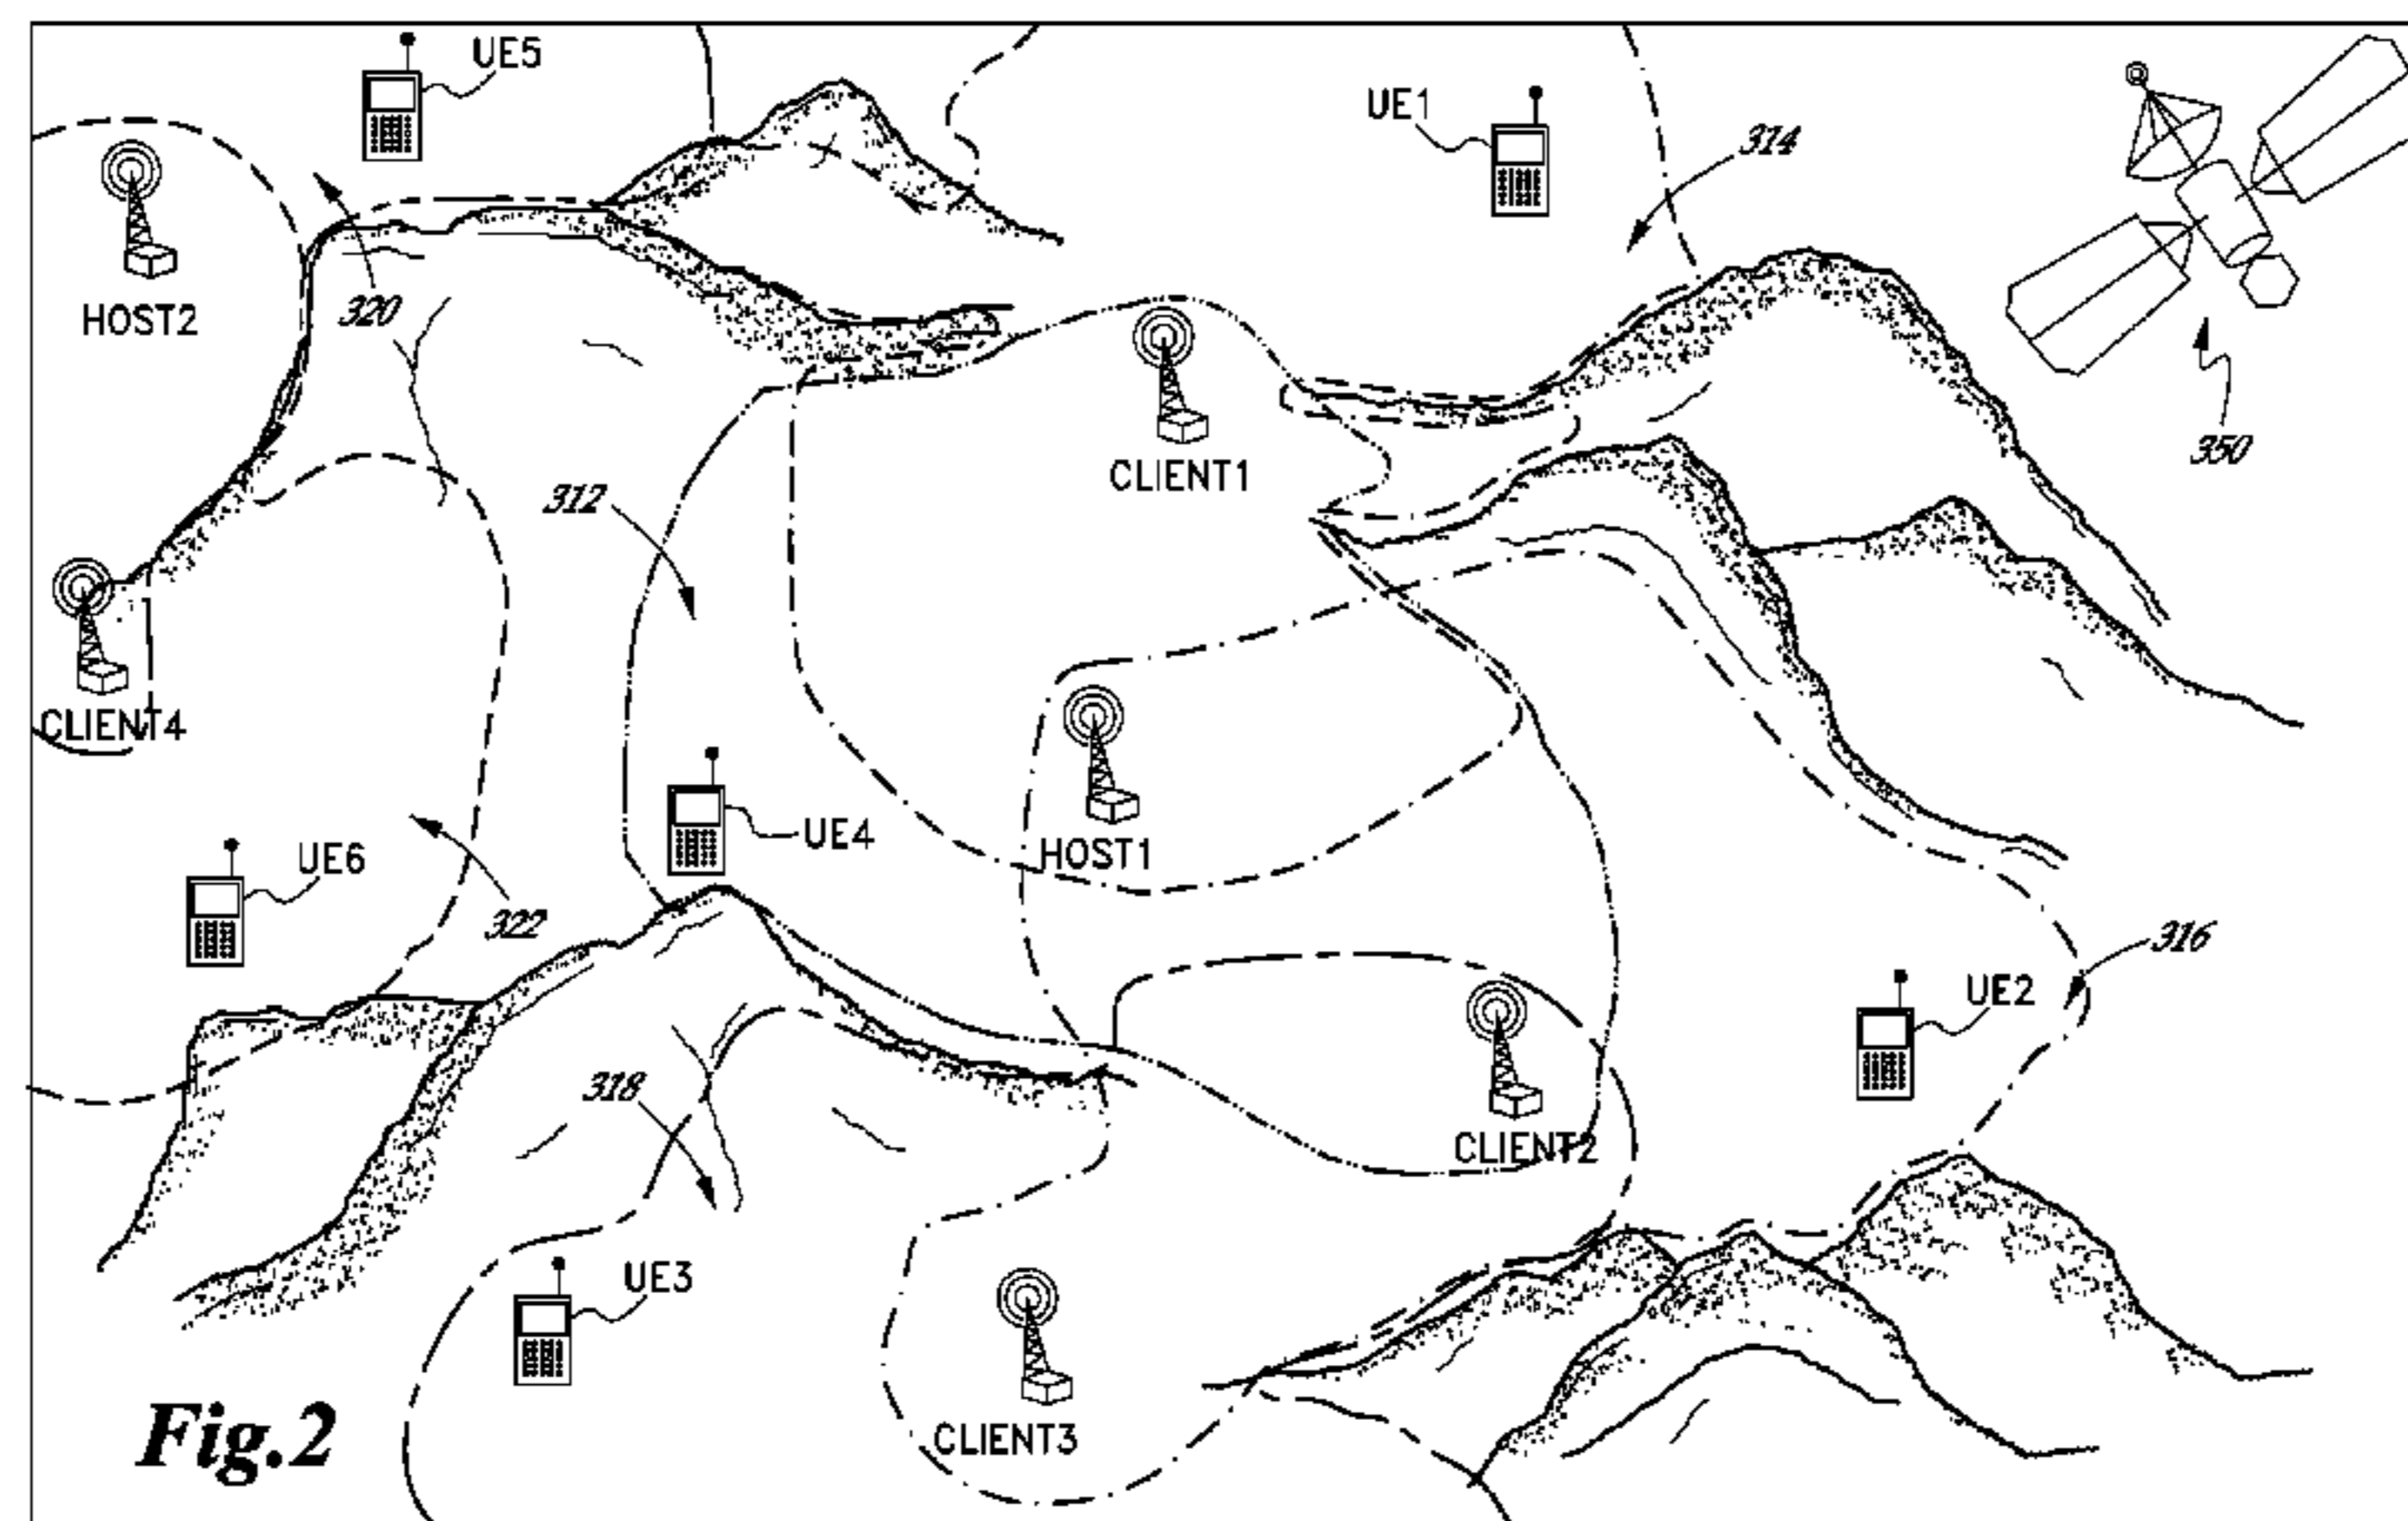 UE5
UE1
314
HOST2
320
350
CLIENT1
312
CLIENT4
HOST1
UE4
UE6
322
316
UE2
318
CLIENT2
UE3
CLIENT3
Fig.2